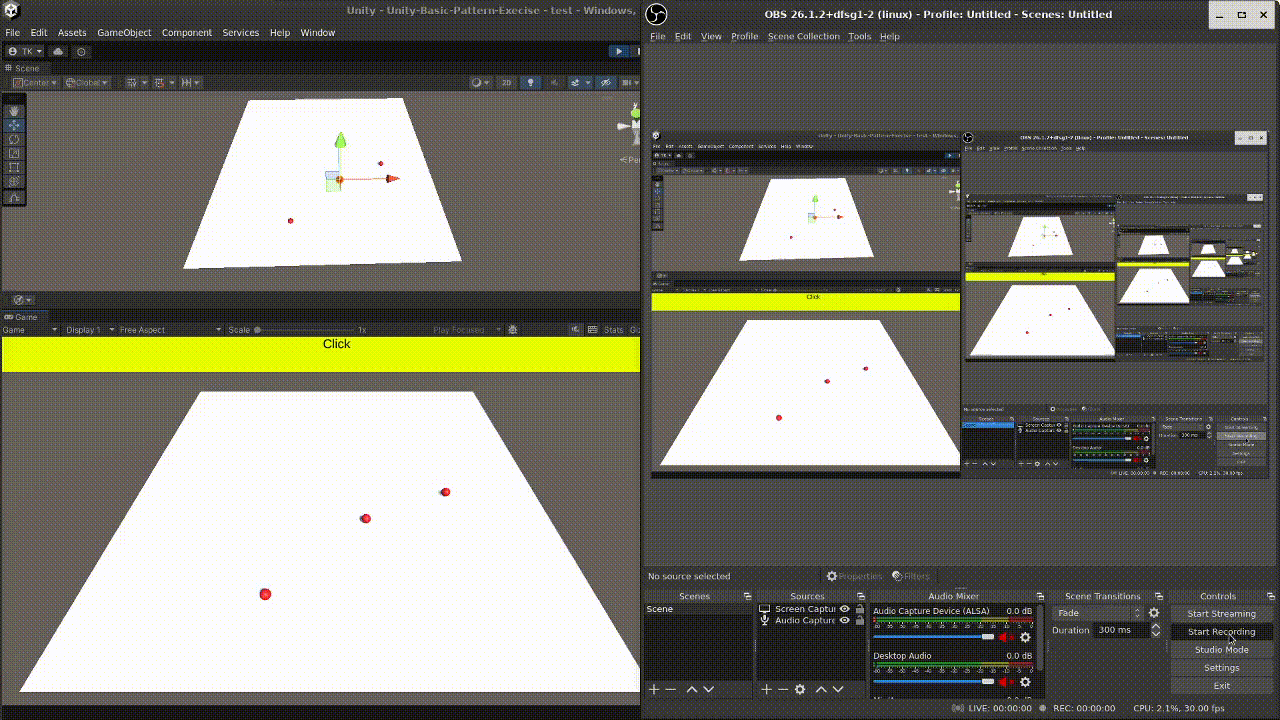 Unity - Unity-Basic-Pattern-Execise - test - Windows,
File Edit Assets GameObject Component Services Help Window
TK
Scene
Center Global 2D
Game
Game Display 1 Free Aspect Scale 1x Play Focused Stats
Click
OBS 26.1.2+dfsg1-2 (linux) - Profile: Untitled - Scenes: Untitled
File Edit View Profile Scene Collection Tools Help
Click
No source selected Properties Filters
Scenes Sources Audio Mixer Scene Transitions Controls
Scene
Screen Captur
Audio Capture
Audio Capture Device (ALSA) 0.0 dB
Desktop Audio 0.0 dB
Fade
Duration 300 ms
Start Streaming
Start Recording
Studio Mode
Settings
Exit
LIVE: 00:00:00 REC: 00:00:00 CPU: 2.1%, 30.00 fps